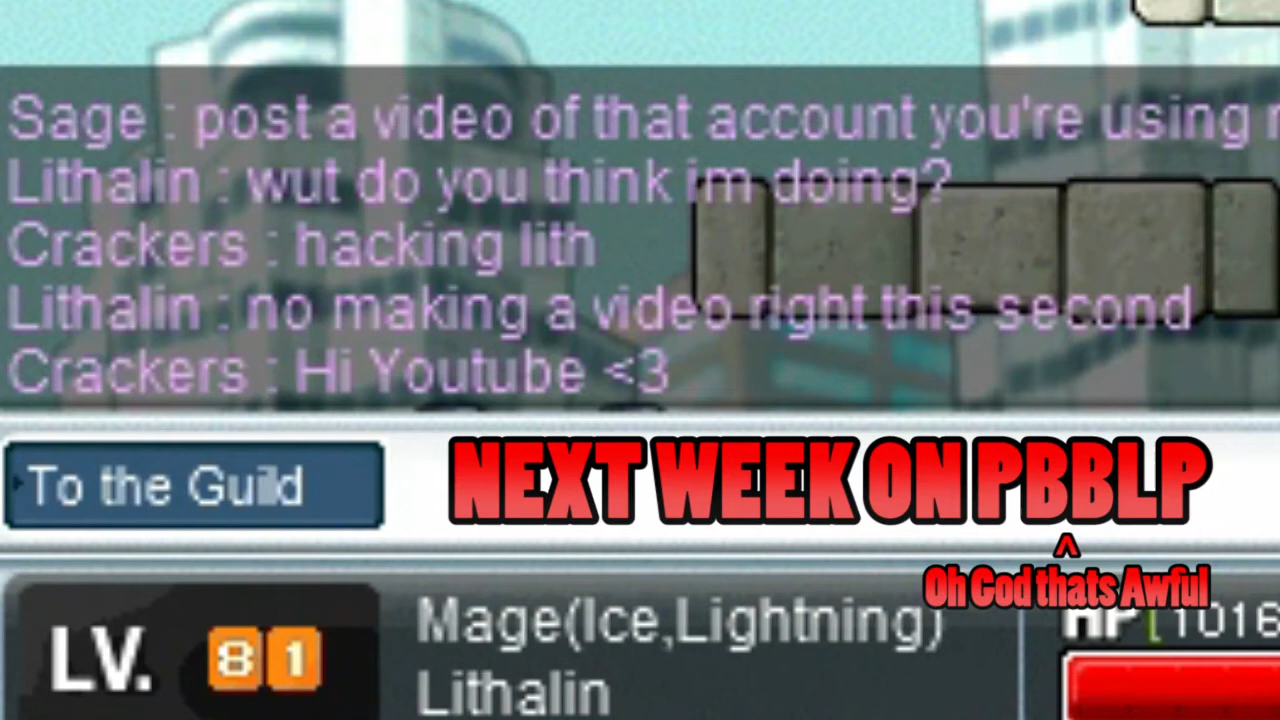 Sage : post a video of that account you're using
Lithalin : wut do you think im doing?
Crackers : hacking lith
Lithalin : no making a video right this second
Crackers : Hi Youtube <3
To the Guild
NEXT WEEK ON PBBLP
^
Oh God thats Awful
LV. 81
Mage(Ice,Lightning)
HP [1016
Lithalin